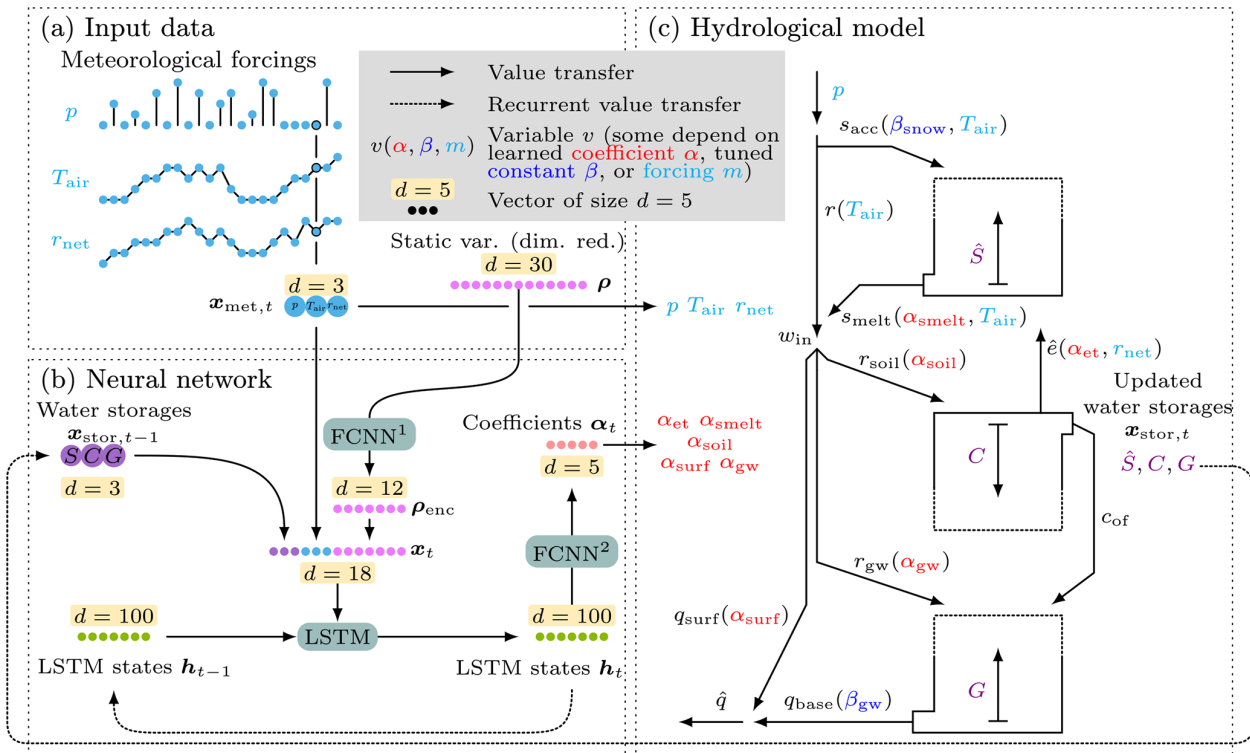 (a) Input data
Meteorological forcings
p
T_air
r_net
Value transfer
Recurrent value transfer
v(α, β, m)
Variable v (some depend on
learned coefficient α, tuned
constant β, or forcing m)
d = 5
Vector of size d = 5
Static var. (dim. red.)
d = 30
ρ
d = 3
x_met,t
p T_air r_net
p T_air r_net
(b) Neural network
Water storages
x_stor,t−1
S C G
d = 3
FCNN¹
d = 12
ρ_enc
x_t
d = 18
LSTM
d = 100
LSTM states h_t−1
Coefficients α_t
d = 5
FCNN²
d = 100
LSTM states h_t
α_et α_smelt
α_soil
α_surf α_gw
(c) Hydrological model
p
s_acc(β_snow, T_air)
r(T_air)
Ŝ
s_melt(α_smelt, T_air)
w_in
r_soil(α_soil)
ê(α_et, r_net)
C
c_of
r_gw(α_gw)
q_surf(α_surf)
G
q̂
q_base(β_gw)
Updated
water storages
x_stor,t
Ŝ, C, G